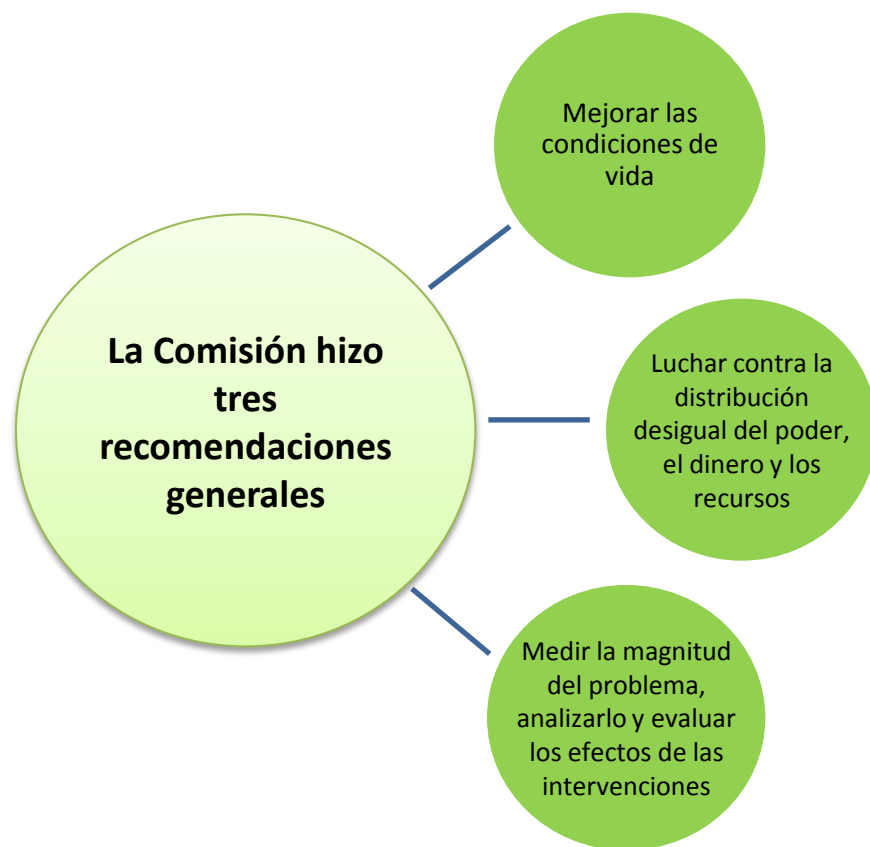 Mejorar las
condiciones de
vida
La Comisión hizo
tres
recomendaciones
generales
Luchar contra la
distribución
desigual del poder,
el dinero y los
recursos
Medir la magnitud
del problema,
analizarlo y evaluar
los efectos de las
intervenciones